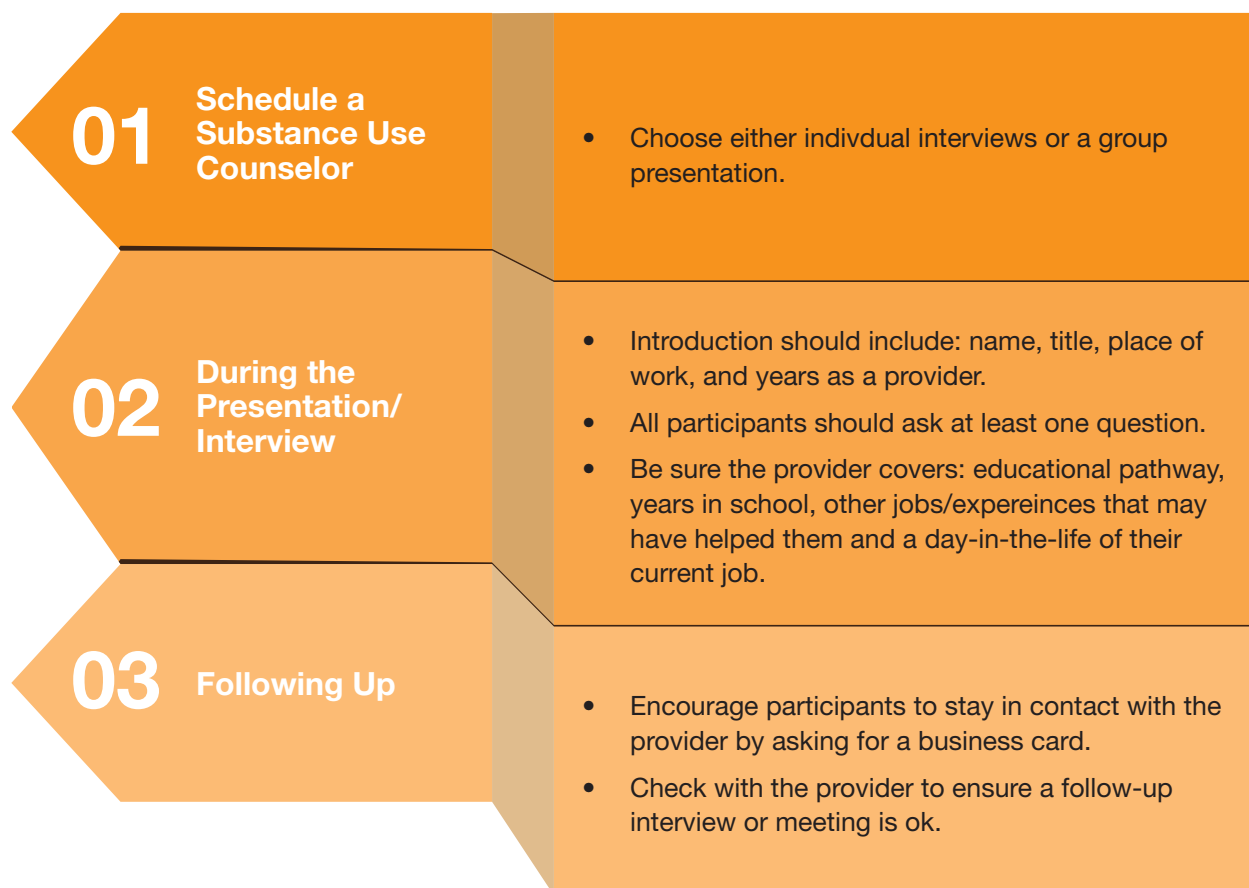 01
Schedule a
Substance Use
Counselor
• Choose either indivdual interviews or a group
presentation.
02
During the
Presentation/
Interview
• Introduction should include: name, title, place of
work, and years as a provider.
• All participants should ask at least one question.
• Be sure the provider covers: educational pathway,
years in school, other jobs/expereinces that may
have helped them and a day-in-the-life of their
current job.
03
Following Up
• Encourage participants to stay in contact with the
provider by asking for a business card.
• Check with the provider to ensure a follow-up
interview or meeting is ok.